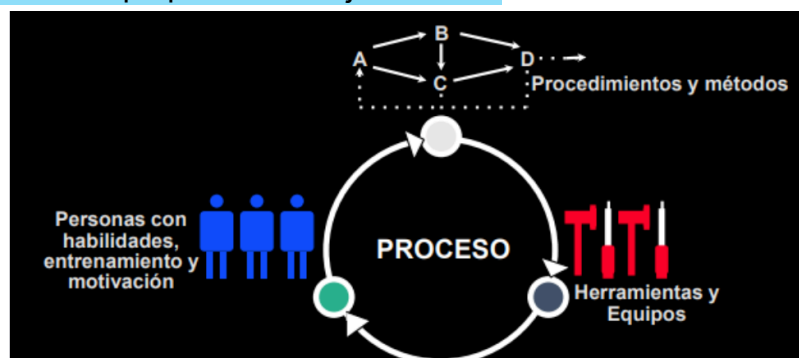 B
A
D
C
Procedimientos y métodos
Personas con
habilidades,
entrenamiento y
motivación
PROCESO
Herramientas y
Equipos